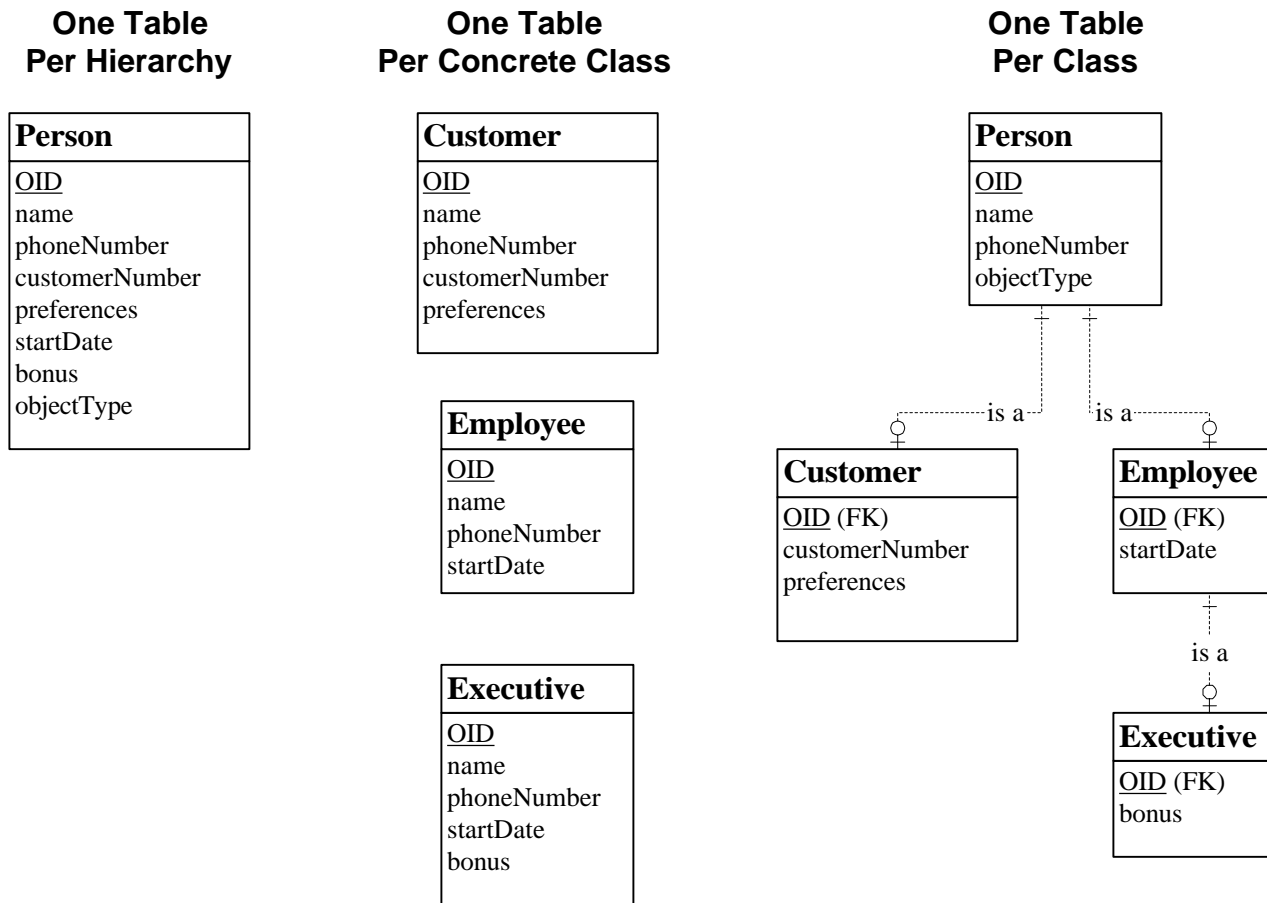 One Table
Per Hierarchy
Person
OID
name
phoneNumber
customerNumber
preferences
startDate
bonus
objectType
One Table
Per Concrete Class
Customer
OID
name
phoneNumber
customerNumber
preferences
Employee
OID
name
phoneNumber
startDate
Executive
OID
name
phoneNumber
startDate
bonus
One Table
Per Class
Person
OID
name
phoneNumber
objectType
is a
is a
Customer
OID (FK)
customerNumber
preferences
Employee
OID (FK)
startDate
is a
Executive
OID (FK)
bonus